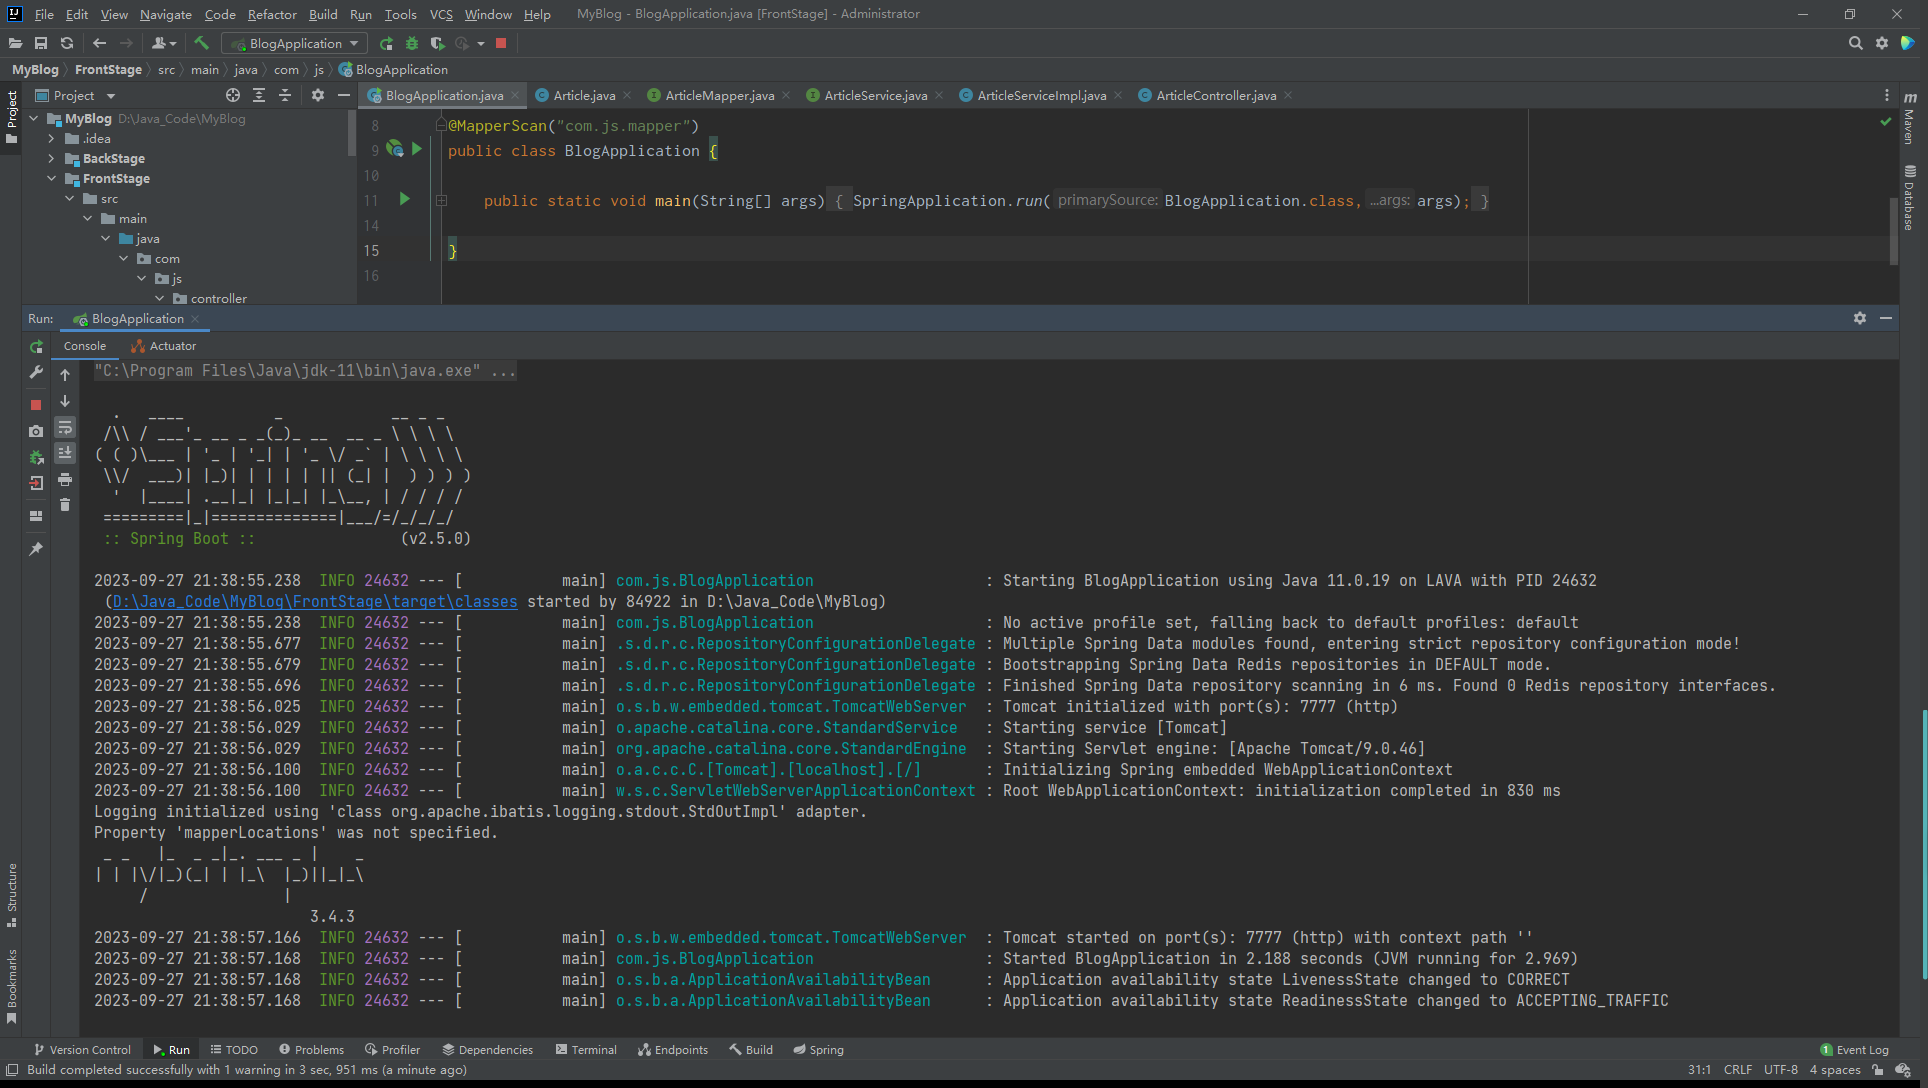 File Edit View Navigate Code Refactor Build Run Tools VCS Window Help MyBlog - BlogApplication.java [FrontStage] - Administrator
BlogApplication
MyBlog FrontStage src main java com js BlogApplication
Project
Project
BlogApplication.java Article.java ArticleMapper.java ArticleService.java ArticleServiceImpl.java ArticleController.java
MyBlog D:\Java_Code\MyBlog
.idea
BackStage
FrontStage
src
main
java
com
js
controller
8 @MapperScan("com.js.mapper")
9 public class BlogApplication {
10
11 public static void main(String[] args) { SpringApplication.run( primarySource: BlogApplication.class, ...args: args); }
14
15 }
16
Maven
Database
Run: BlogApplication
Console Actuator
"C:\Program Files\Java\jdk-11\bin\java.exe" ...
  .   ____          _            __ _ _
 /\\ / ___'_ __ _ _(_)_ __  __ _ \ \ \ \
( ( )\___ | '_ | '_| | '_ \/ _` | \ \ \ \
 \\/  ___)| |_)| | | | | || (_| |  ) ) ) )
  '  |____| .__|_| |_|_| |_\__, | / / / /
 =========|_|==============|___/=/_/_/_/
 :: Spring Boot ::                (v2.5.0)
2023-09-27 21:38:55.238  INFO 24632 --- [           main] com.js.BlogApplication                   : Starting BlogApplication using Java 11.0.19 on LAVA with PID 24632
(D:\Java_Code\MyBlog\FrontStage\target\classes started by 84922 in D:\Java_Code\MyBlog)
2023-09-27 21:38:55.238  INFO 24632 --- [           main] com.js.BlogApplication                   : No active profile set, falling back to default profiles: default
2023-09-27 21:38:55.677  INFO 24632 --- [           main] .s.d.r.c.RepositoryConfigurationDelegate : Multiple Spring Data modules found, entering strict repository configuration mode!
2023-09-27 21:38:55.679  INFO 24632 --- [           main] .s.d.r.c.RepositoryConfigurationDelegate : Bootstrapping Spring Data Redis repositories in DEFAULT mode.
2023-09-27 21:38:55.696  INFO 24632 --- [           main] .s.d.r.c.RepositoryConfigurationDelegate : Finished Spring Data repository scanning in 6 ms. Found 0 Redis repository interfaces.
2023-09-27 21:38:56.025  INFO 24632 --- [           main] o.s.b.w.embedded.tomcat.TomcatWebServer  : Tomcat initialized with port(s): 7777 (http)
2023-09-27 21:38:56.029  INFO 24632 --- [           main] o.apache.catalina.core.StandardService   : Starting service [Tomcat]
2023-09-27 21:38:56.029  INFO 24632 --- [           main] org.apache.catalina.core.StandardEngine  : Starting Servlet engine: [Apache Tomcat/9.0.46]
2023-09-27 21:38:56.100  INFO 24632 --- [           main] o.a.c.c.C.[Tomcat].[localhost].[/]       : Initializing Spring embedded WebApplicationContext
2023-09-27 21:38:56.100  INFO 24632 --- [           main] w.s.c.ServletWebServerApplicationContext : Root WebApplicationContext: initialization completed in 830 ms
Logging initialized using 'class org.apache.ibatis.logging.stdout.StdOutImpl' adapter.
Property 'mapperLocations' was not specified.
 _ _   |_  _ _|_. ___ _ |    _
| | |\/|_)(_| | |_\  |_)||_|_\
     /               |
                        3.4.3
2023-09-27 21:38:57.166  INFO 24632 --- [           main] o.s.b.w.embedded.tomcat.TomcatWebServer  : Tomcat started on port(s): 7777 (http) with context path ''
2023-09-27 21:38:57.168  INFO 24632 --- [           main] com.js.BlogApplication                   : Started BlogApplication in 2.188 seconds (JVM running for 2.969)
2023-09-27 21:38:57.168  INFO 24632 --- [           main] o.s.b.a.ApplicationAvailabilityBean      : Application availability state LivenessState changed to CORRECT
2023-09-27 21:38:57.168  INFO 24632 --- [           main] o.s.b.a.ApplicationAvailabilityBean      : Application availability state ReadinessState changed to ACCEPTING_TRAFFIC
Structure
Bookmarks
Version Control Run TODO Problems Profiler Dependencies Terminal Endpoints Build Spring 1 Event Log
Build completed successfully with 1 warning in 3 sec, 951 ms (a minute ago) 31:1 CRLF UTF-8 4 spaces